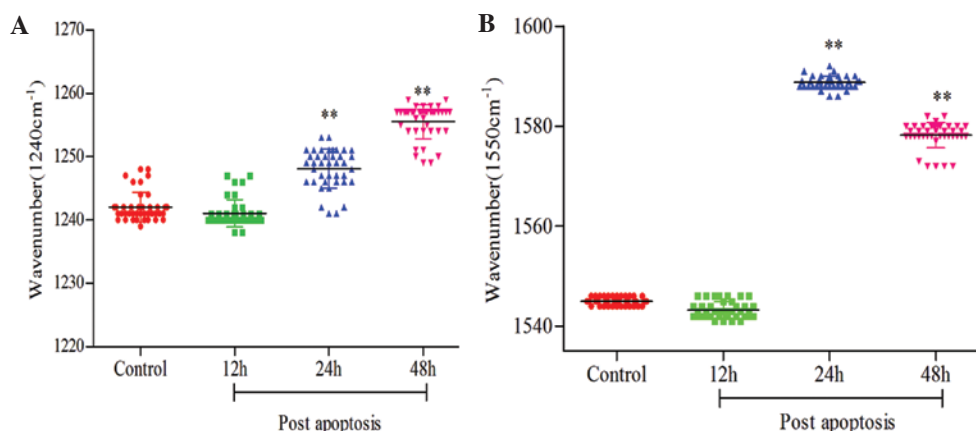 A
Wavenumber(1240cm⁻¹)
1270
1260
1250
1240
1230
1220
**
**
Control 12h 24h 48h
Post apoptosis
B
Wavenumber(1550cm⁻¹)
1600
1580
1560
1540
**
**
Control 12h 24h 48h
Post apoptosis